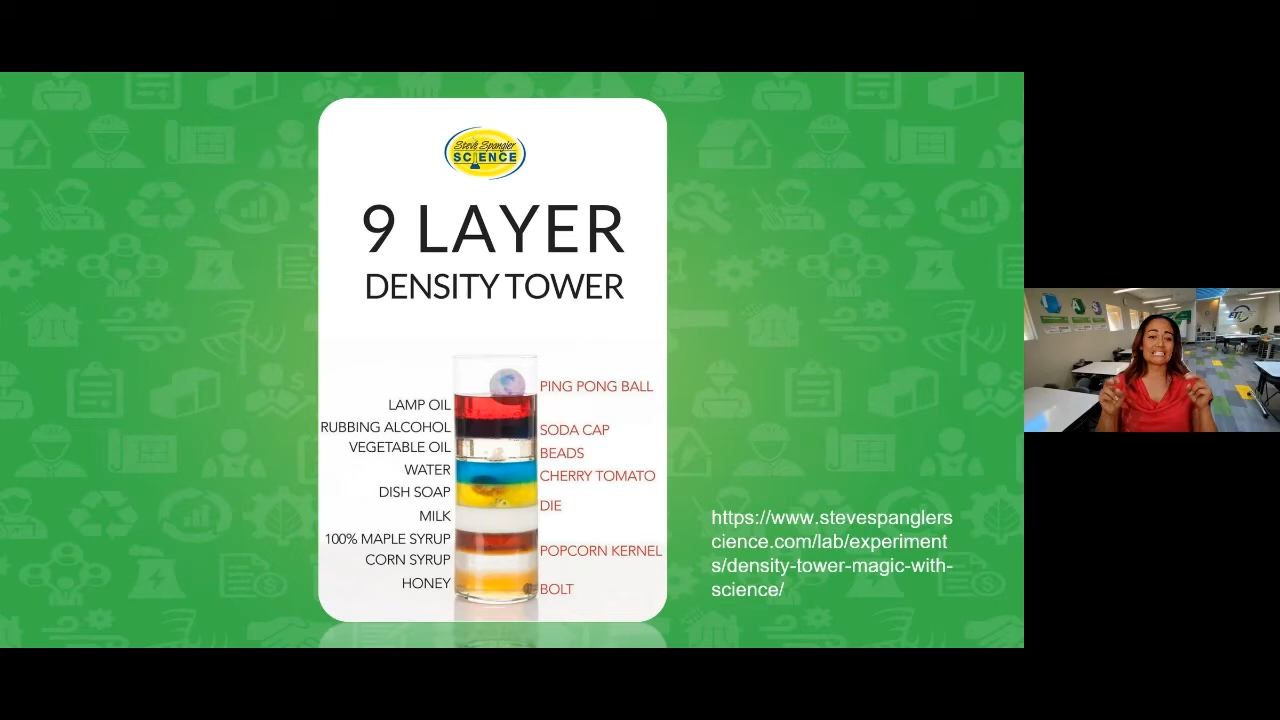 Steve Spangler
SCIENCE
9 LAYER
DENSITY TOWER
PING PONG BALL
LAMP OIL
RUBBING ALCOHOL
SODA CAP
VEGETABLE OIL
BEADS
WATER
CHERRY TOMATO
DISH SOAP
DIE
MILK
100% MAPLE SYRUP
POPCORN KERNEL
CORN SYRUP
HONEY
BOLT
https://www.stevespanglers
cience.com/lab/experiment
s/density-tower-magic-with-
science/